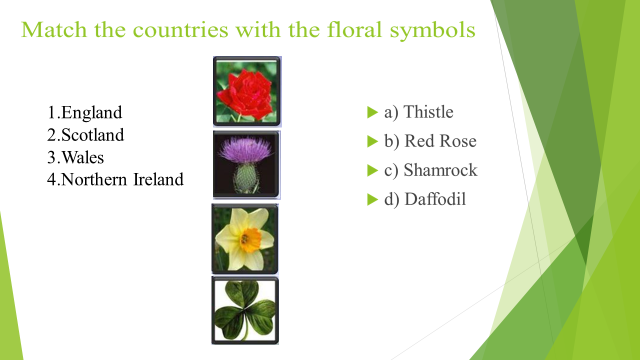 Match the countries with the floral symbols
1.England
2.Scotland
3.Wales
4.Northern Ireland
a) Thistle
b) Red Rose
c) Shamrock
d) Daffodil